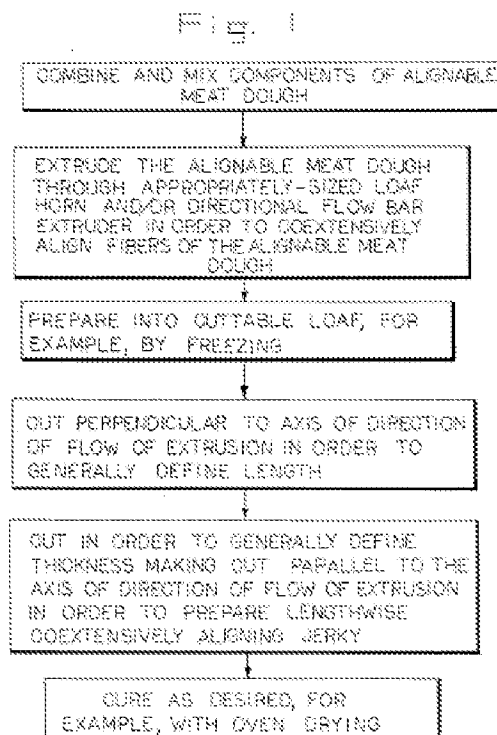 Fig. 1
COMBINE AND MIX COMPONENTS OF ALIGNABLE
MEAT DOUGH
EXTRUDE THE ALIGNABLE MEAT DOUGH
THROUGH APPROPRIATELY-SIZED LOAF
HORN AND/OR DIRECTIONAL FLOW BAR
EXTRUDER IN ORDER TO COEXTENSIVELY
ALIGN FIBERS OF THE ALIGNABLE MEAT
DOUGH
PREPARE INTO CUTTABLE LOAF, FOR
EXAMPLE, BY FREEZING
CUT PERPENDICULAR TO AXIS OF DIRECTION
OF FLOW OF EXTRUSION IN ORDER TO
GENERALLY DEFINE LENGTH
CUT IN ORDER TO GENERALLY DEFINE
THICKNESS MAKING CUT PARALLEL TO THE
AXIS OF DIRECTION OF FLOW OF EXTRUSION
IN ORDER TO PREPARE LENGTHWISE
COEXTENSIVELY ALIGNING JERKY
CURE AS DESIRED, FOR
EXAMPLE, WITH OVEN DRYING